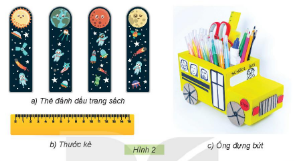 a) Thẻ đánh dấu trang sách
b) Thước kẻ
c) Ống đựng bút
Hình 2